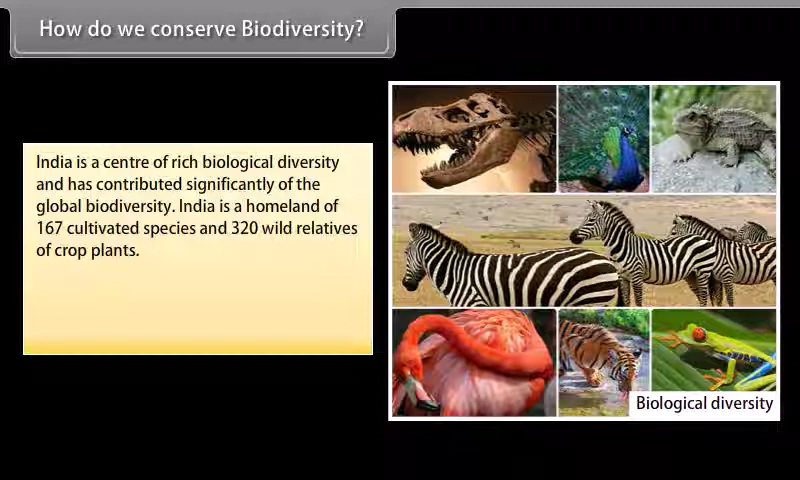 How do we conserve Biodiversity?
India is a centre of rich biological diversity
and has contributed significantly of the
global biodiversity. India is a homeland of
167 cultivated species and 320 wild relatives
of crop plants.
Biological diversity